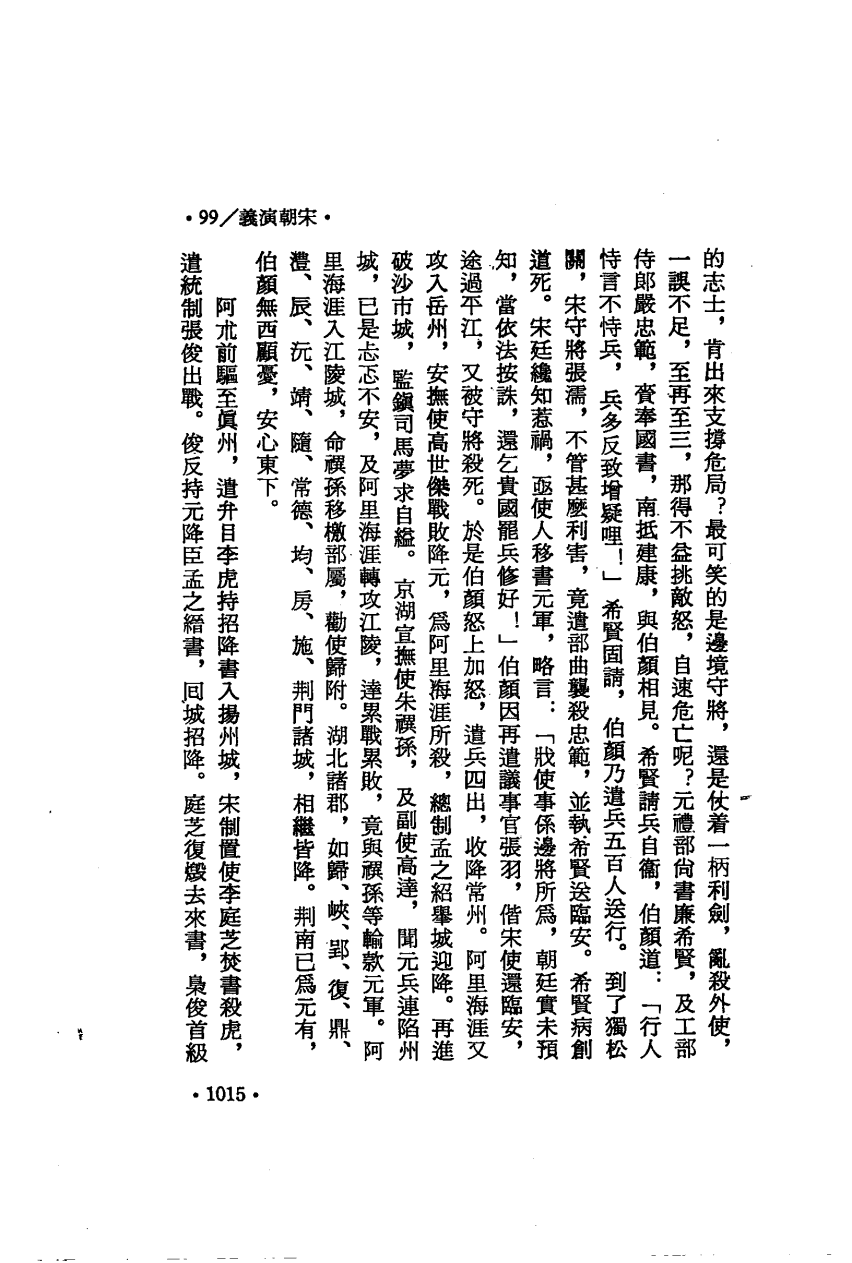 ·99／義演朝宋·
的志士，肯出來支撐危局？最可笑的是邊境守將，還是仗着一柄利劍，亂殺外使，
一誤不足，至再至三，那得不益挑敵怒，自速危亡呢？元禮部尙書廉希賢，及工部
侍郎嚴忠範，賷奉國書，南抵建康，與伯顏相見。希賢請兵自衞，伯顏道：「行人
恃言不恃兵，兵多反致增疑哩！」希賢固請，伯顏乃遣兵五百人送行。到了獨松
關，宋守將張濡，不管甚麽利害，竟遣部曲襲殺忠範，並執希賢送臨安。希賢病創
道死。宋廷纔知惹禍，亟使人移書元軍，略言：「戕使事係邊將所爲，朝廷實未預
知，當依法按誅，還乞貴國罷兵修好！」伯顏因再遣議事官張羽，偕宋使還臨安，
途過平江，又被守將殺死。於是伯顏怒上加怒，遣兵四出，收降常州。阿里海涯又
攻入岳州，安撫使高世傑戰敗降元，爲阿里海涯所殺，總制孟之紹舉城迎降。再進
破沙市城，監鎭司馬夢求自縊。京湖宣撫使朱禩孫，及副使高達，聞元兵連陷州
城，已是忐忑不安，及阿里海涯轉攻江陵，達累戰累敗，竟與禩孫等輸款元軍。阿
里海涯入江陵城，命禩孫移檄部屬，勸使歸附。湖北諸郡，如歸、峽、郢、復、鼎、
澧、辰、沅、靖、隨、常德、均、房、施、荆門諸城，相繼皆降。荆南已爲元有，
伯顏無西顧憂，安心東下。
阿朮前驅至眞州，遣弁目李虎持招降書入揚州城，宋制置使李庭芝焚書殺虎，
遣統制張俊出戰。俊反持元降臣孟之縉書，囘城招降。庭芝復燬去來書，梟俊首級
·1015·